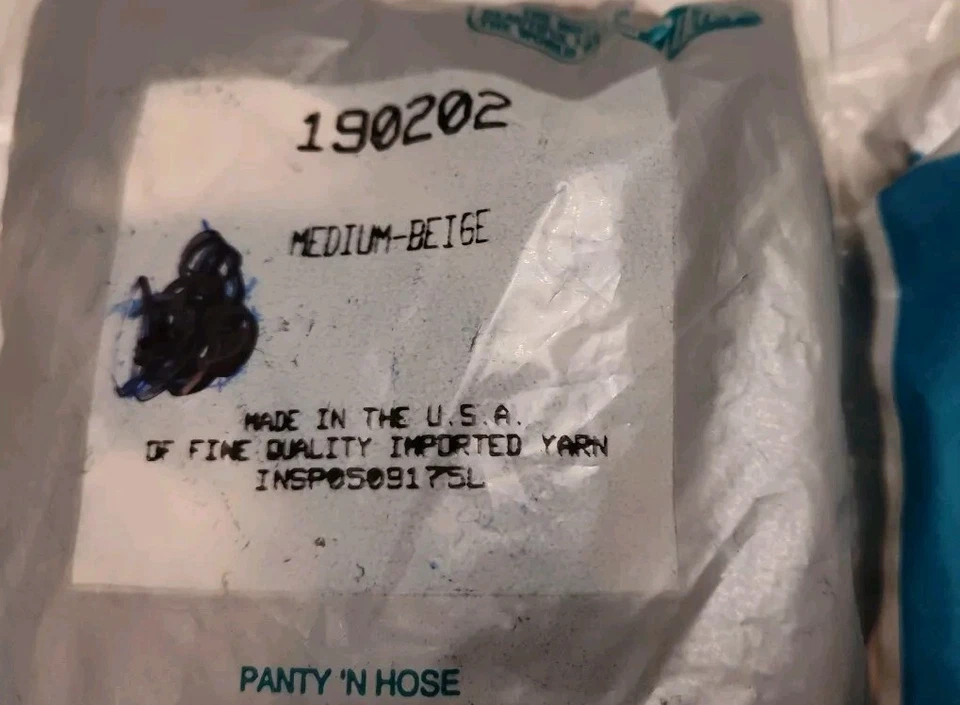 190202
MEDIUM-BEIGE
MADE IN THE U.S.A.
OF FINE QUALITY IMPORTED YARN
INSP0509175L
PANTY 'N HOSE